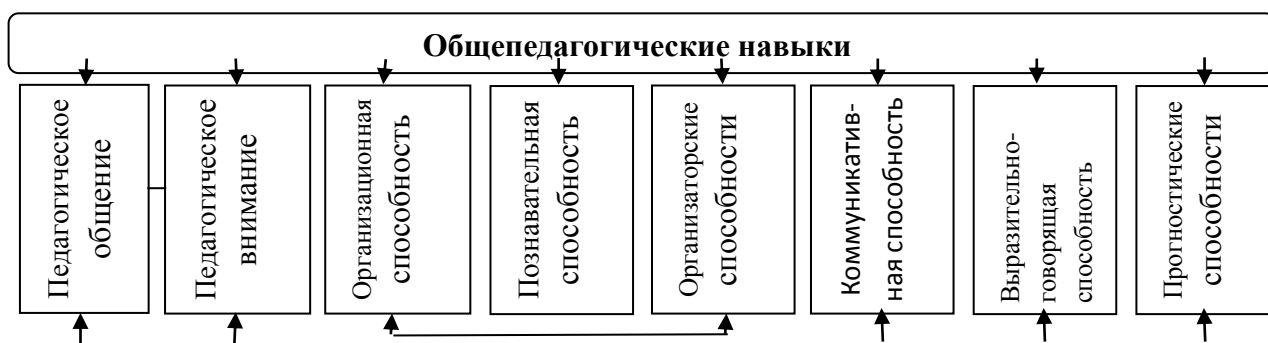 Общепедагогические навыки
Педагогическое
общение
Педагогическое
внимание
Организационная
способность
Познавательная
способность
Организаторские
способности
Коммуникатив-
ная способность
Выразительно-
говорящая
способность
Прогностические
способности